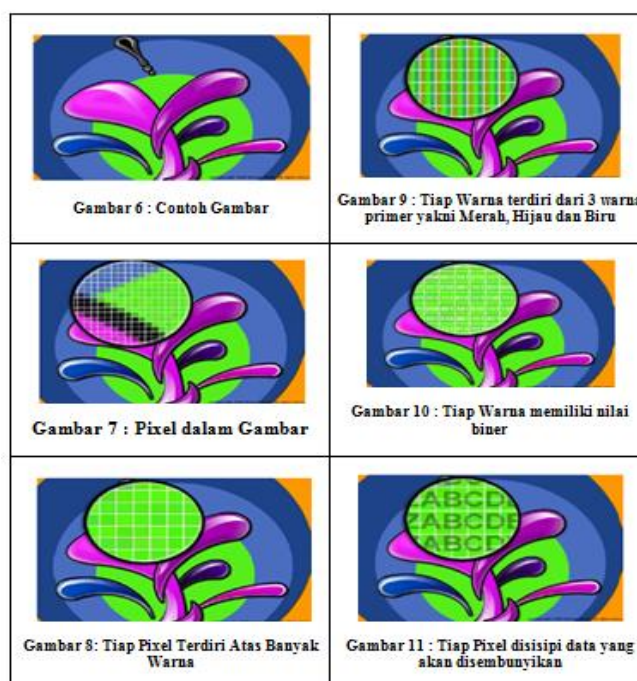 Gambar 6 : Contoh Gambar
Gambar 9 : Tiap Warna terdiri dari 3 warna
primer yakni Merah, Hijau dan Biru
Gambar 7 : Pixel dalam Gambar
Gambar 10 : Tiap Warna memiliki nilai
biner
Gambar 8: Tiap Pixel Terdiri Atas Banyak
Warna
ABCDE
ZABCDE
ABCD
Gambar 11 : Tiap Pixel disisipi data yang
akan disembunyikan